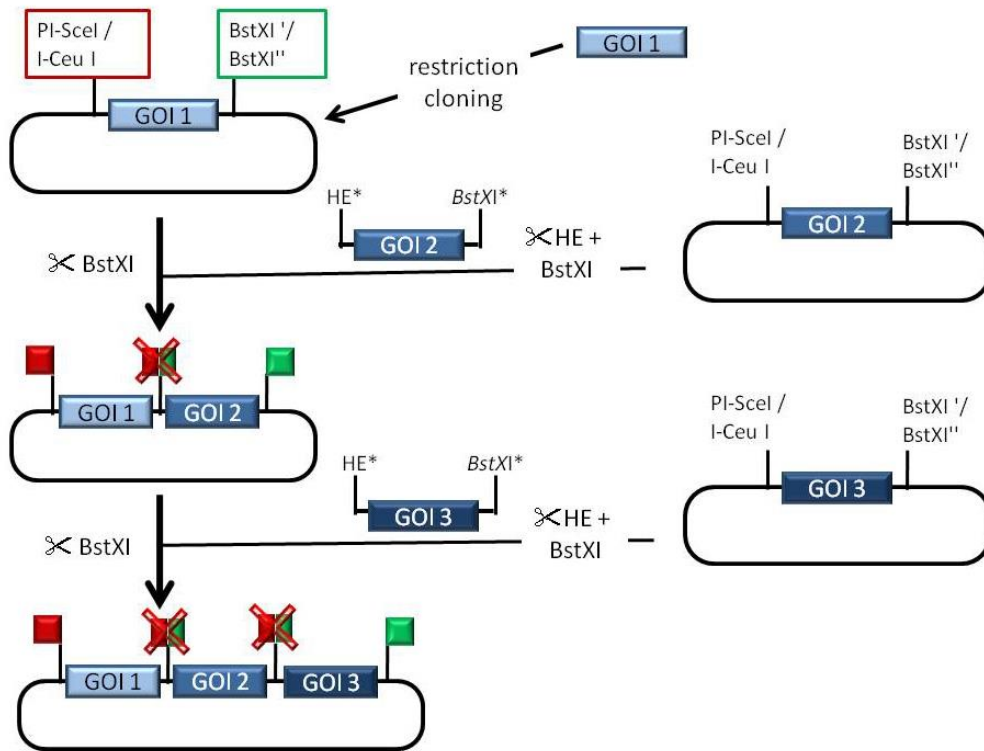 PI-SceI /
I-Ceu I
BstXI '/
BstXI''
GOI 1
restriction
cloning
GOI 1
HE*
BstXI*
GOI 2
PI-SceI /
I-Ceu I
BstXI '/
BstXI''
GOI 2
BstXI
HE +
BstXI
GOI 1
GOI 2
HE*
BstXI*
GOI 3
PI-SceI /
I-Ceu I
BstXI '/
BstXI''
GOI 3
BstXI
HE +
BstXI
GOI 1
GOI 2
GOI 3